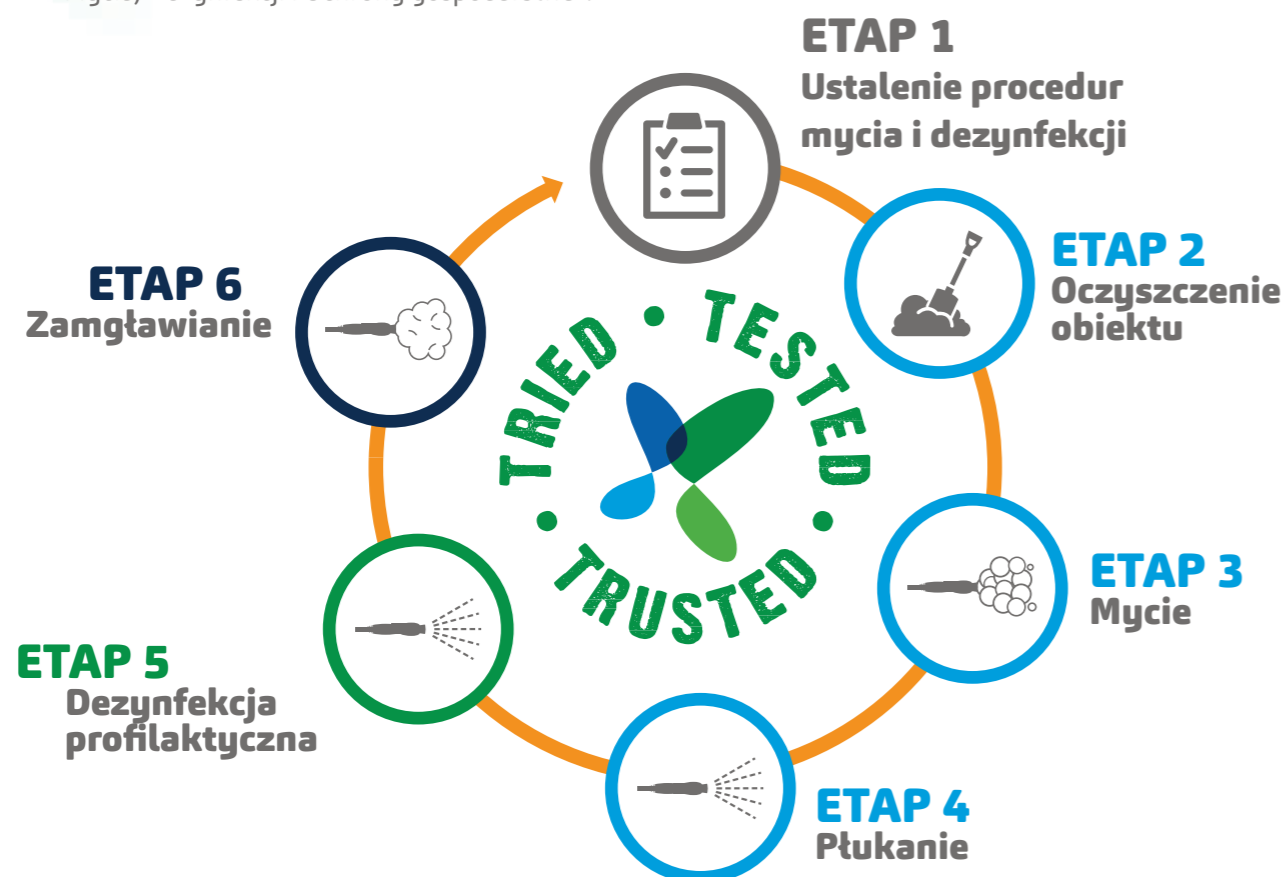 ETAP 1
Ustalenie procedur
mycia i dezynfekcji
ETAP 2
Oczyszczenie
obiektu
ETAP 3
Mycie
ETAP 4
Płukanie
ETAP 5
Dezynfekcja
profilaktyczna
ETAP 6
Zamgławianie
TRIED • TESTED • TRUSTED •